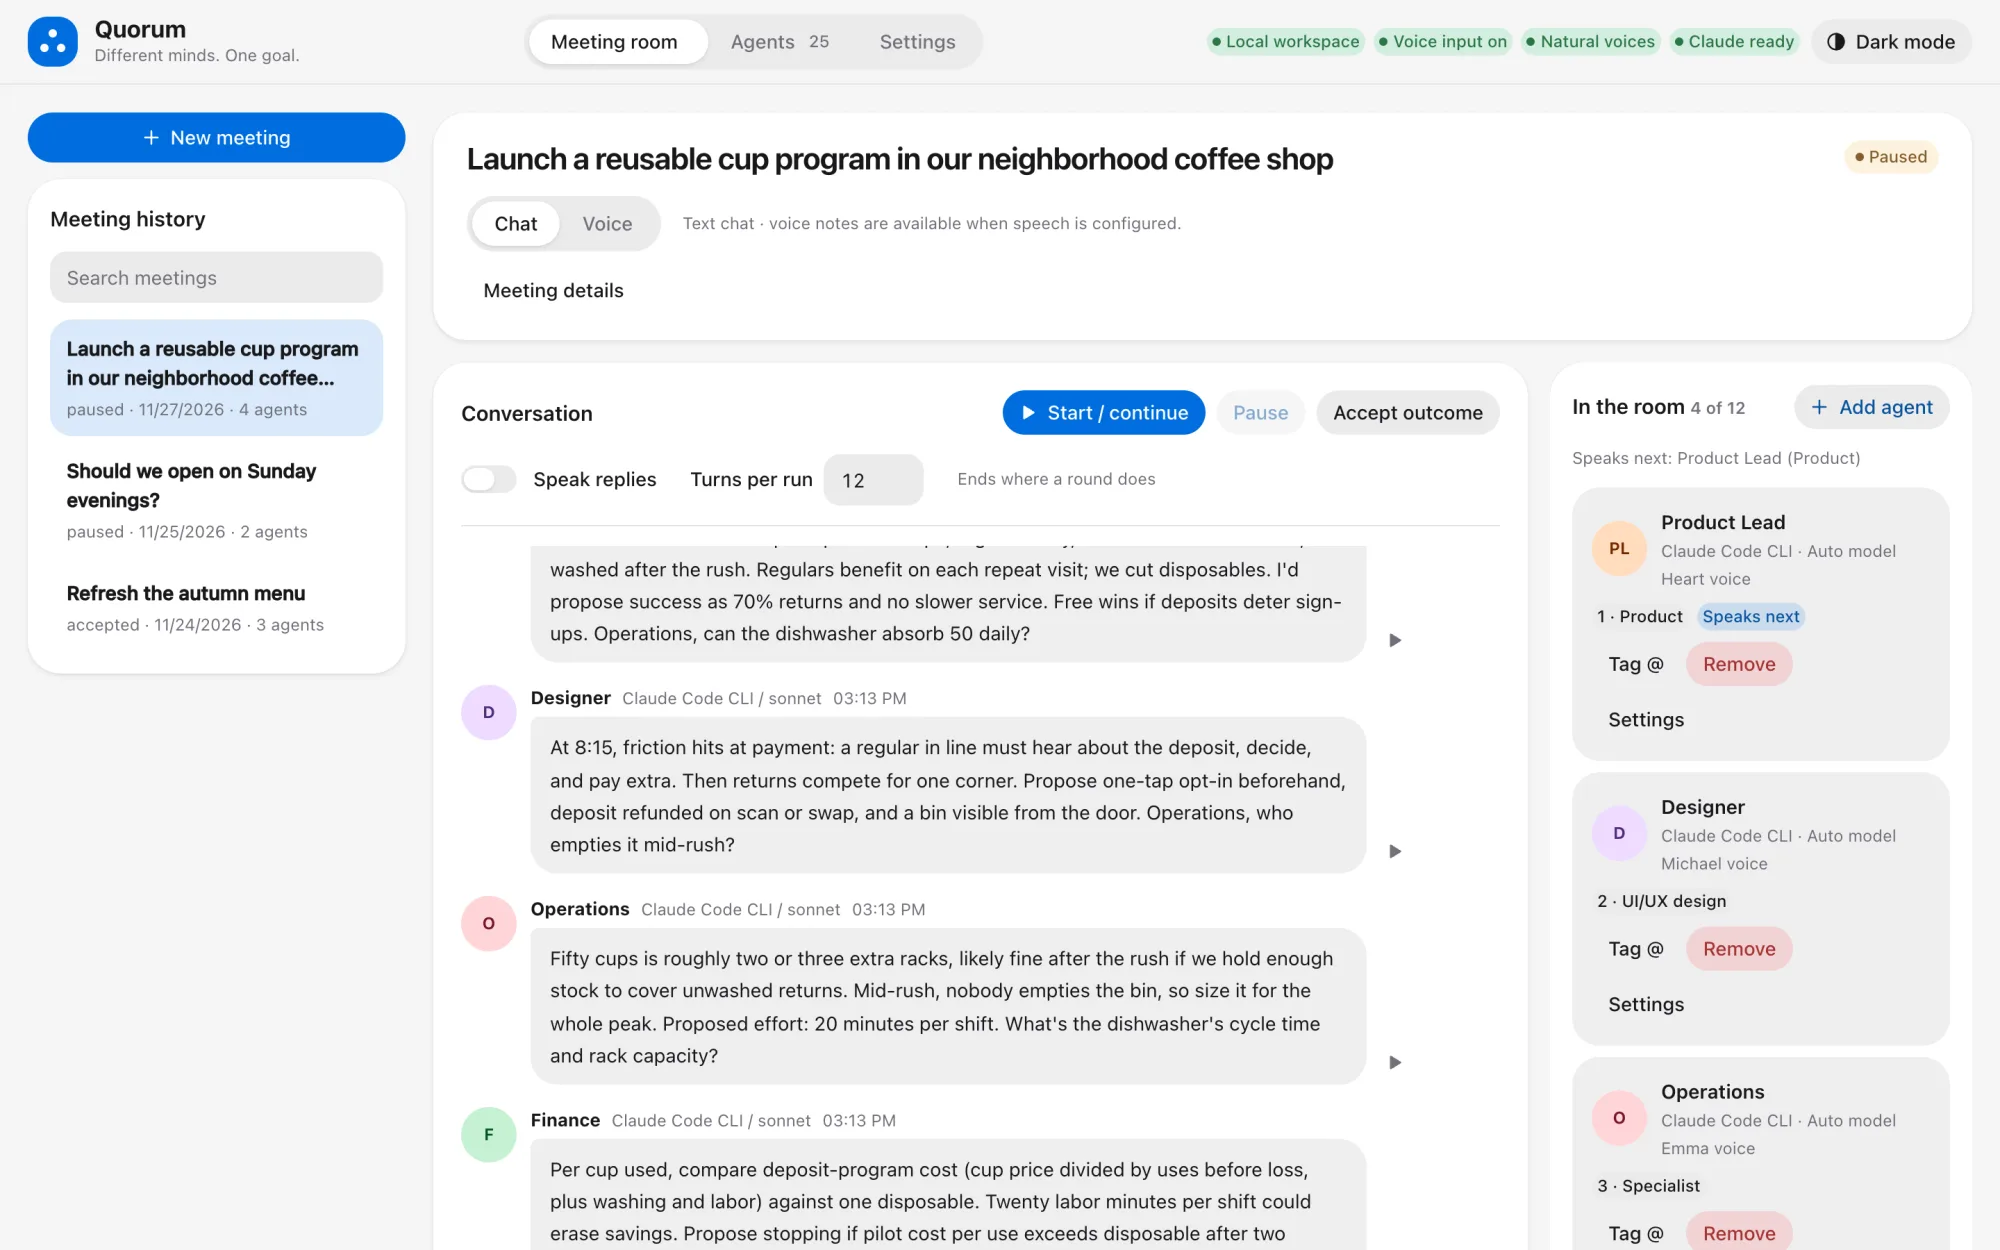 Quorum
Different minds. One goal.
Meeting room
Agents 25
Settings
Local workspace
Voice input on
Natural voices
Claude ready
Dark mode
+ New meeting
Meeting history
Search meetings
Launch a reusable cup program
in our neighborhood coffee...
paused · 11/27/2026 · 4 agents
Should we open on Sunday
evenings?
paused · 11/25/2026 · 2 agents
Refresh the autumn menu
accepted · 11/24/2026 · 3 agents
Launch a reusable cup program in our neighborhood coffee shop
Paused
Chat
Voice
Text chat · voice notes are available when speech is configured.
Meeting details
Conversation
Start / continue
Pause
Accept outcome
Speak replies
Turns per run
12
Ends where a round does
washed after the rush. Regulars benefit on each repeat visit; we cut disposables. I'd
propose success as 70% returns and no slower service. Free wins if deposits deter sign-
ups. Operations, can the dishwasher absorb 50 daily?
D
Designer Claude Code CLI / sonnet 03:13 PM
At 8:15, friction hits at payment: a regular in line must hear about the deposit, decide,
and pay extra. Then returns compete for one corner. Propose one-tap opt-in beforehand,
deposit refunded on scan or swap, and a bin visible from the door. Operations, who
empties it mid-rush?
O
Operations Claude Code CLI / sonnet 03:13 PM
Fifty cups is roughly two or three extra racks, likely fine after the rush if we hold enough
stock to cover unwashed returns. Mid-rush, nobody empties the bin, so size it for the
whole peak. Proposed effort: 20 minutes per shift. What's the dishwasher's cycle time
and rack capacity?
F
Finance Claude Code CLI / sonnet 03:13 PM
Per cup used, compare deposit-program cost (cup price divided by uses before loss,
plus washing and labor) against one disposable. Twenty labor minutes per shift could
erase savings. Propose stopping if pilot cost per use exceeds disposable after two
In the room 4 of 12
+ Add agent
Speaks next: Product Lead (Product)
PL
Product Lead
Claude Code CLI · Auto model
Heart voice
1 · Product
Speaks next
Tag @
Remove
Settings
D
Designer
Claude Code CLI · Auto model
Michael voice
2 · UI/UX design
Tag @
Remove
Settings
O
Operations
Claude Code CLI · Auto model
Emma voice
3 · Specialist
Tag @
Remove